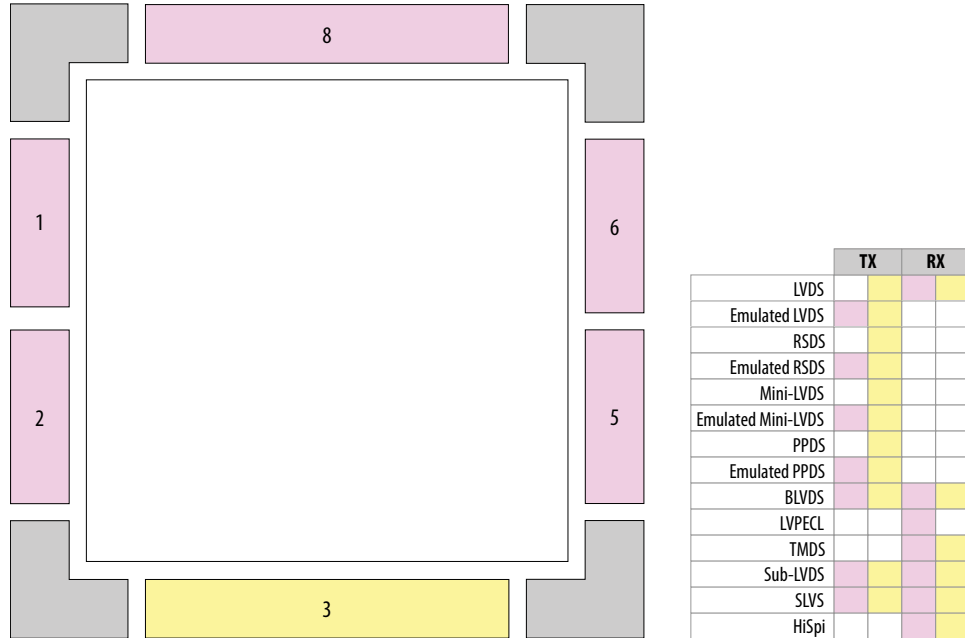 8
1
6
2
5
3
TX RX
LVDS
Emulated LVDS
RSDS
Emulated RSDS
Mini-LVDS
Emulated Mini-LVDS
PPDS
Emulated PPDS
BLVDS
LVPECL
TMDS
Sub-LVDS
SLVS
HiSpi